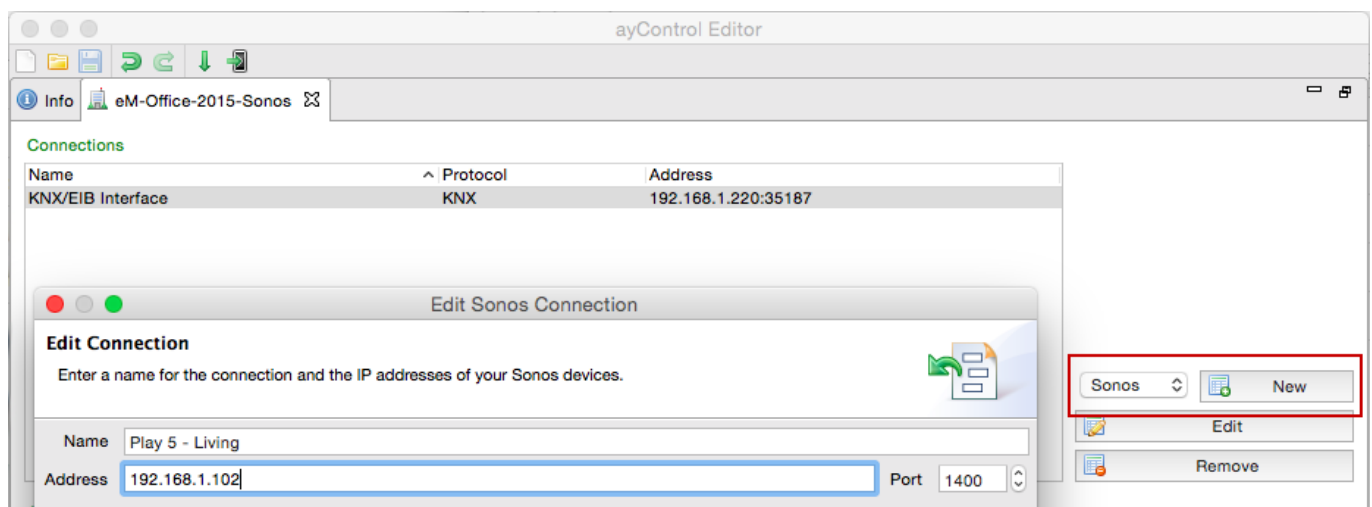 ayControl Editor
Info eM-Office-2015-Sonos
Connections
Name Protocol Address
KNX/EIB Interface KNX 192.168.1.220:35187
Edit Sonos Connection
Edit Connection
Enter a name for the connection and the IP addresses of your Sonos devices.
Name Play 5 - Living
Address 192.168.1.102 Port 1400
Sonos New
Edit
Remove